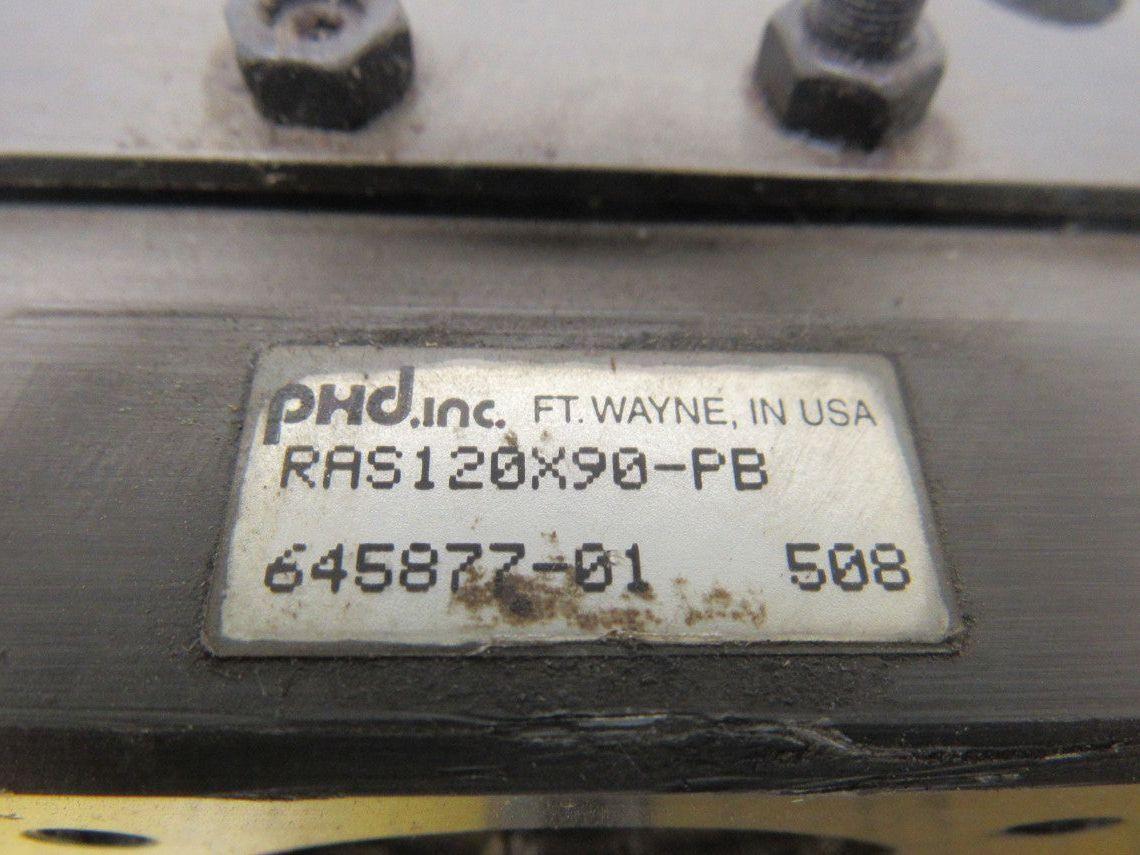 PHd.inc. FT. WAYNE, IN USA
RAS120X90-PB
645877-01 508